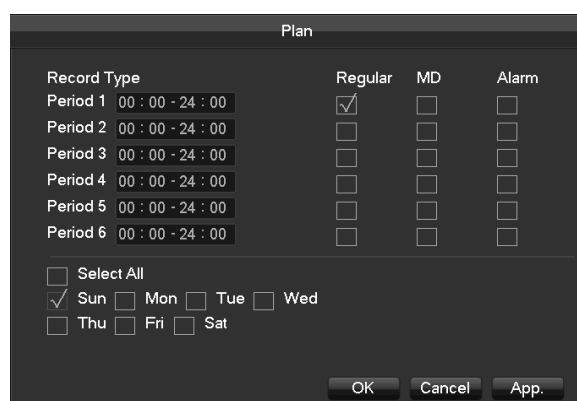 Plan
Record Type Regular MD Alarm
Period 1 00 : 00 - 24 : 00
Period 2 00 : 00 - 24 : 00
Period 3 00 : 00 - 24 : 00
Period 4 00 : 00 - 24 : 00
Period 5 00 : 00 - 24 : 00
Period 6 00 : 00 - 24 : 00
Select All
Sun Mon Tue Wed
Thu Fri Sat
OK Cancel App.